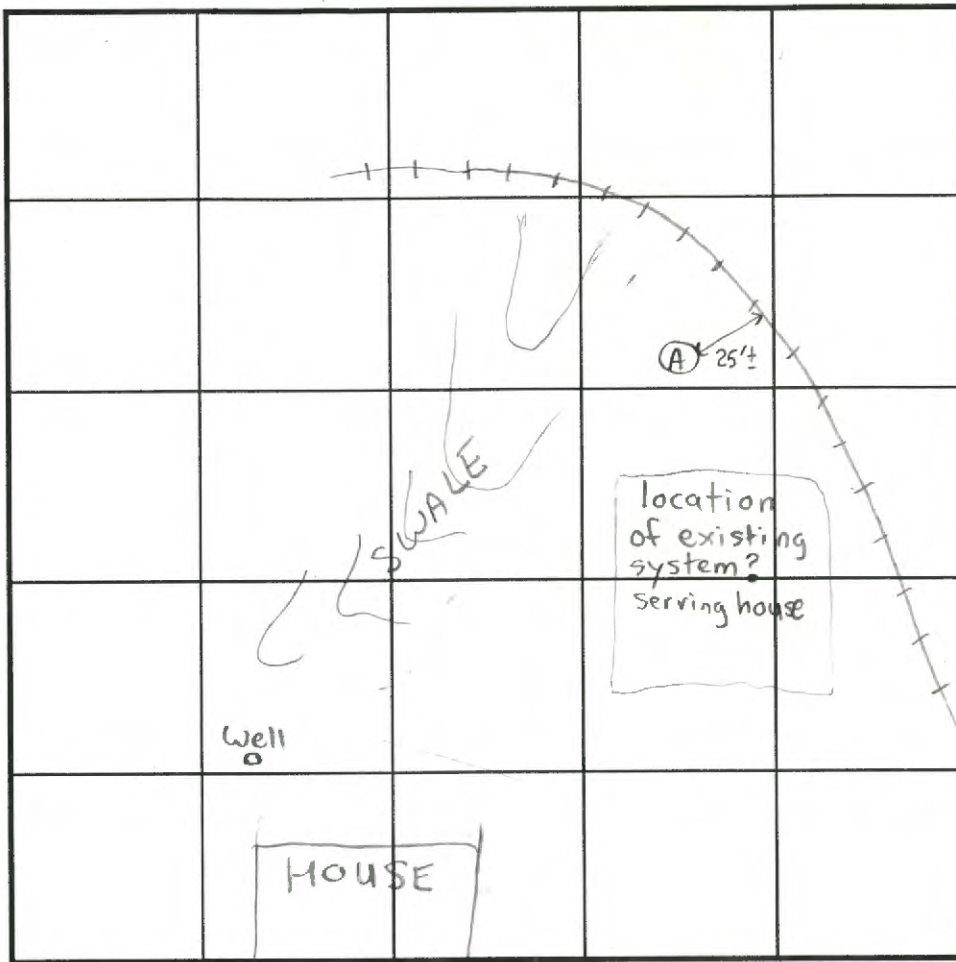 A
25'±
SWALE
location
of existing
system?
serving house
Well
HOUSE